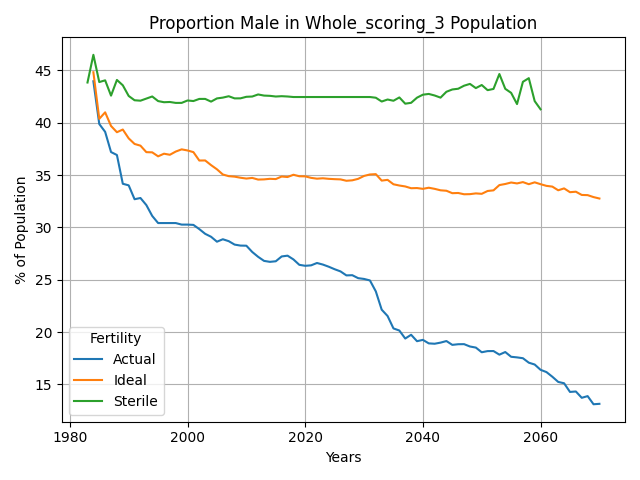 Proportion Male in Whole_scoring_3 Population
% of Population
45
40
35
30
25
20
15
Fertility
Actual
Ideal
Sterile
1980
2000
2020
2040
2060
Years